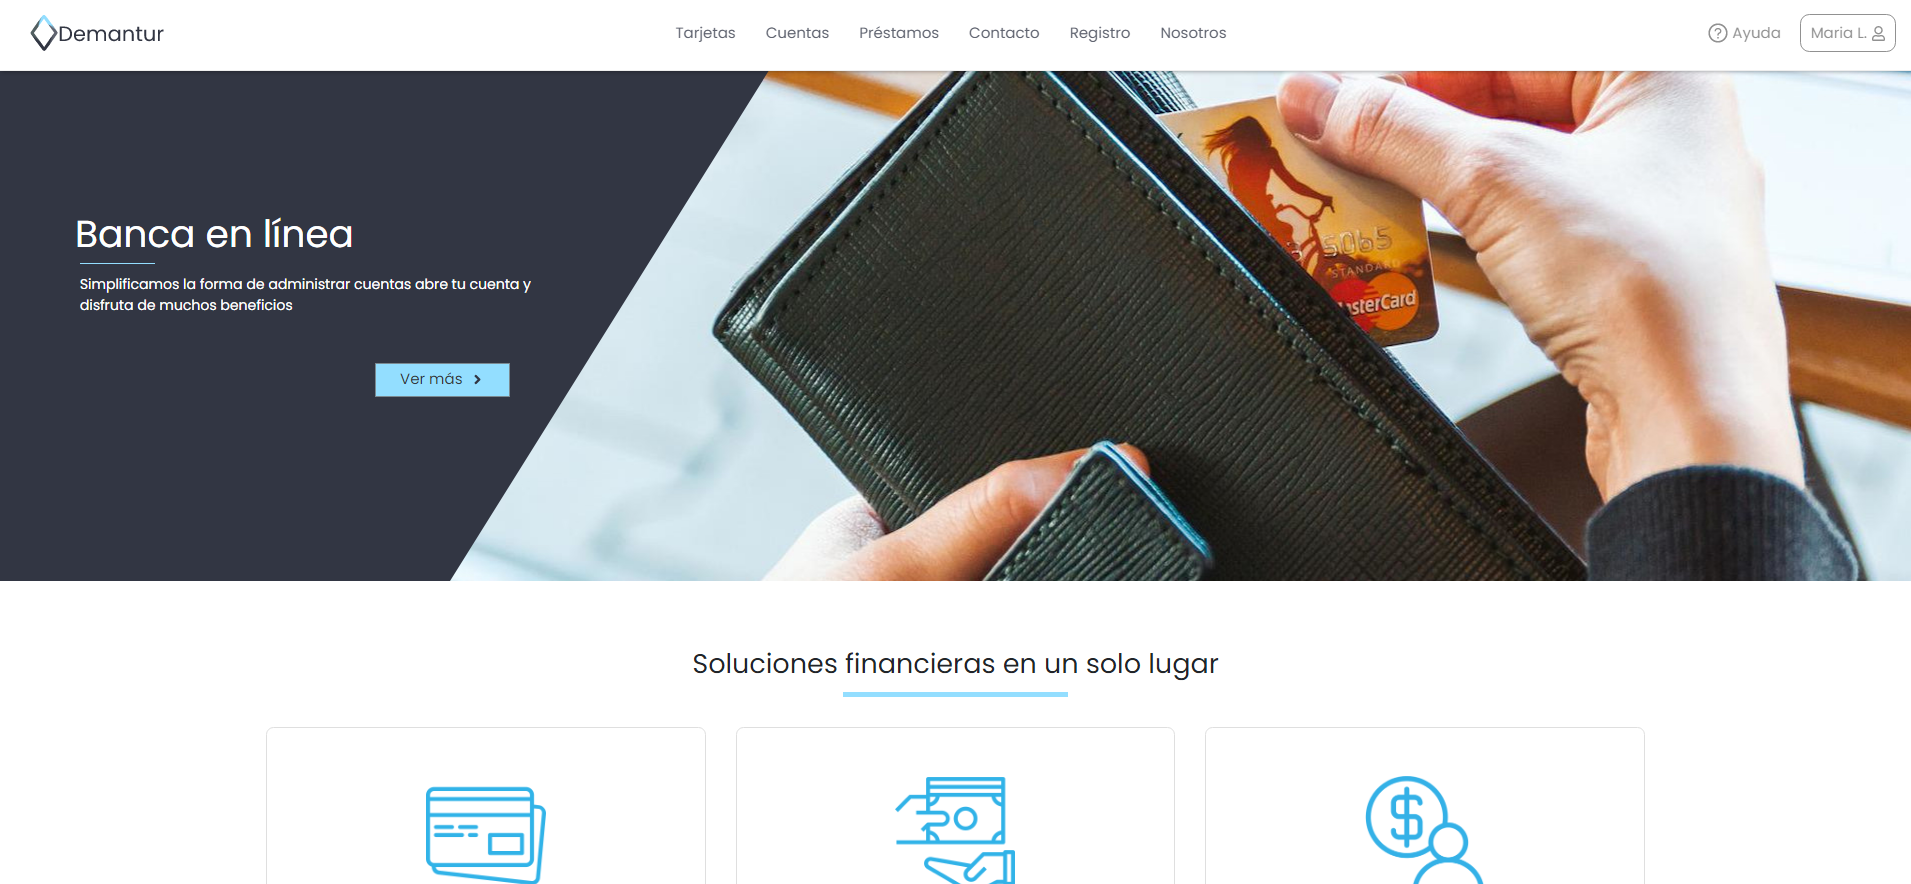 Demantur
Tarjetas Cuentas Préstamos Contacto Registro Nosotros
Ayuda
Maria L.
Banca en línea
Simplificamos la forma de administrar cuentas abre tu cuenta y
disfruta de muchos beneficios
Ver más
3 5065
STANDARD
sterCard
Soluciones financieras en un solo lugar